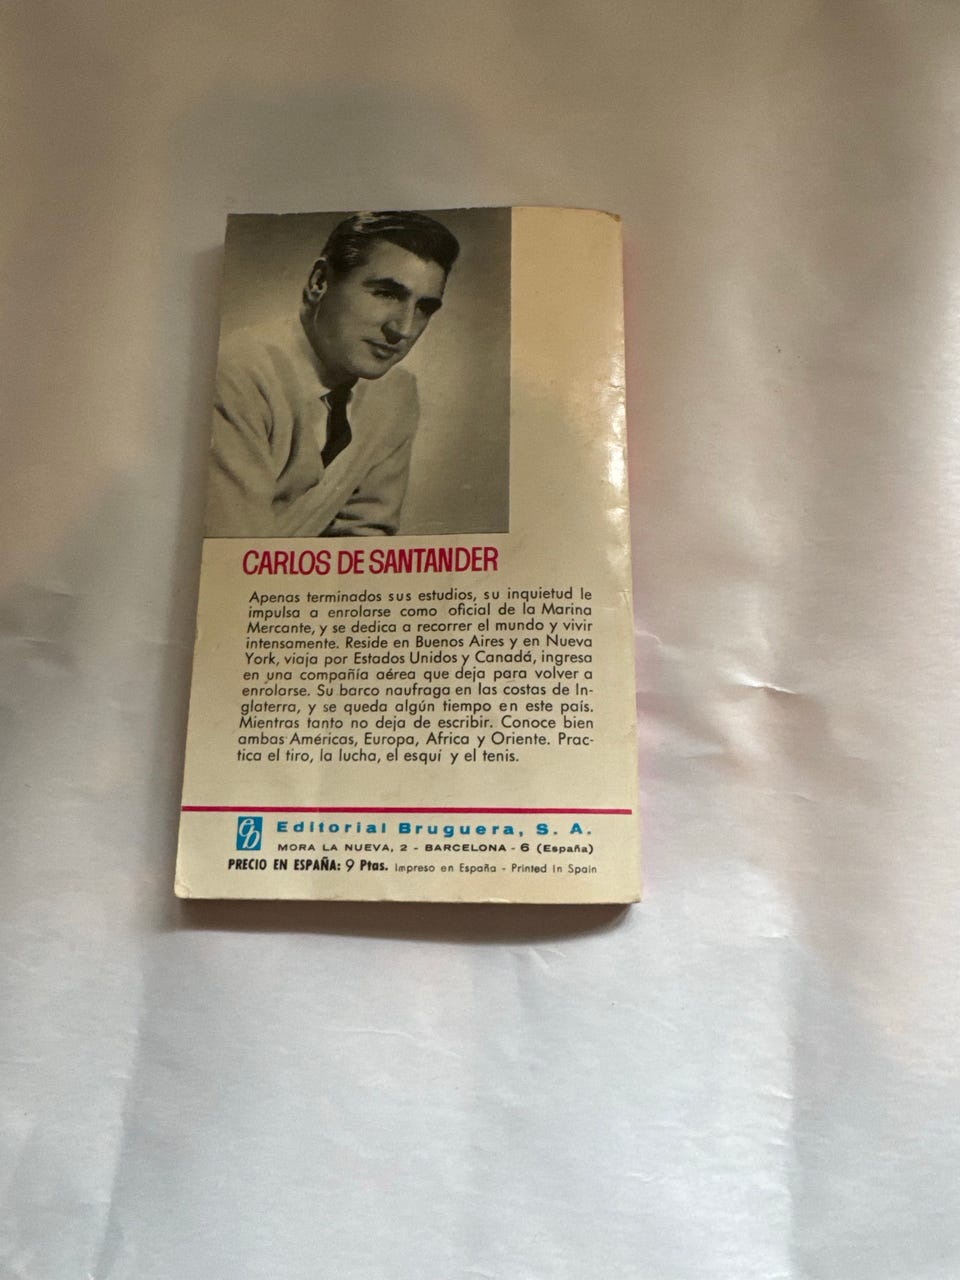 CARLOS DE SANTANDER
Apenas terminados sus estudios, su inquietud le
impulsa a enrolarse como oficial de la Marina
Mercante, y se dedica a recorrer el mundo y vivir
intensamente. Reside en Buenos Aires y en Nueva
York, viaja por Estados Unidos y Canadá, ingresa
en una compañía aérea que deja para volver a
enrolarse. Su barco naufraga en las costas de In-
glaterra, y se queda algún tiempo en este país.
Mientras tanto no deja de escribir. Conoce bien
ambas Américas, Europa, Africa y Oriente. Prac-
tica el tiro, la lucha, el esquí y el tenis.
eb Editorial Bruguera, S. A.
MORA LA NUEVA, 2 - BARCELONA - 6 (España)
PRECIO EN ESPAÑA: 9 Ptas. Impreso en España - Printed in Spain